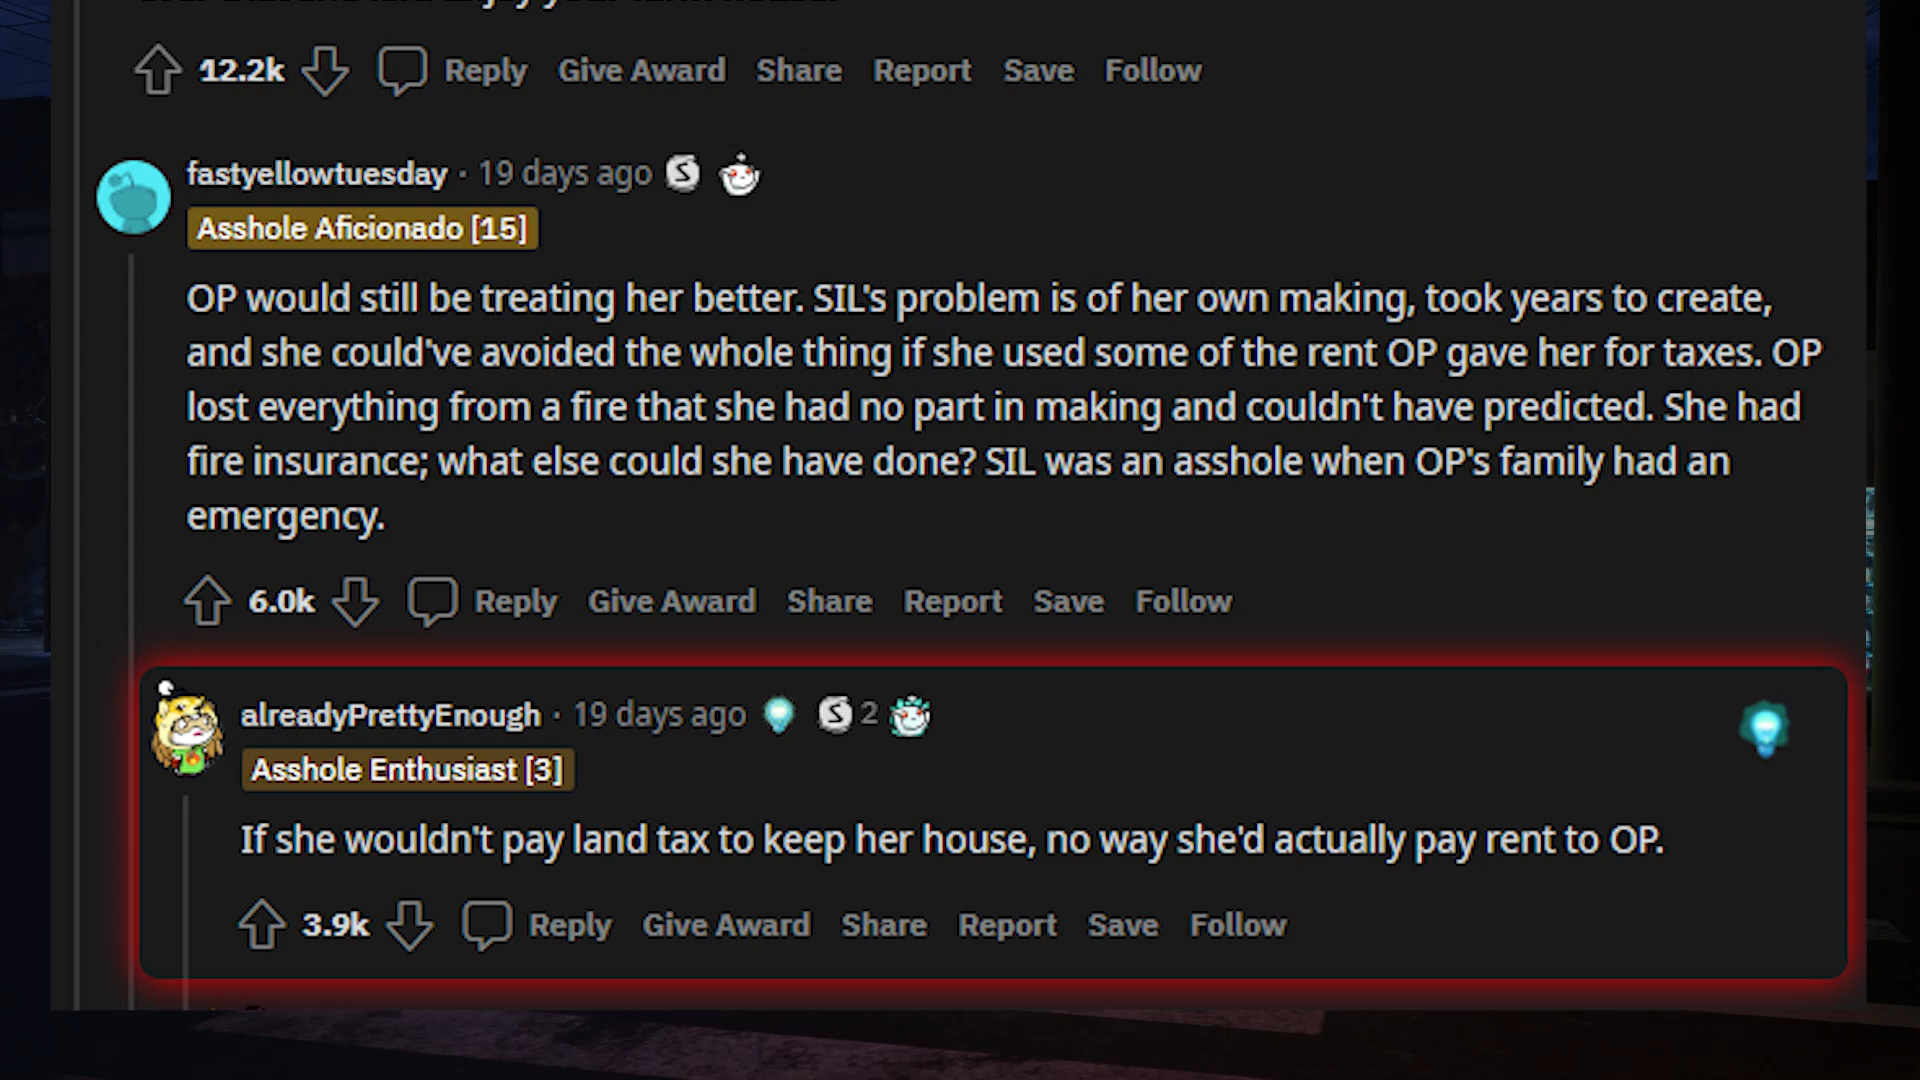 12.2k Reply Give Award Share Report Save Follow
fastyellowtuesday · 19 days ago
Asshole Aficionado [15]
OP would still be treating her better. SIL's problem is of her own making, took years to create,
and she could've avoided the whole thing if she used some of the rent OP gave her for taxes. OP
lost everything from a fire that she had no part in making and couldn't have predicted. She had
fire insurance; what else could she have done? SIL was an asshole when OP's family had an
emergency.
6.0k Reply Give Award Share Report Save Follow
alreadyPrettyEnough · 19 days ago S 2
Asshole Enthusiast [3]
If she wouldn't pay land tax to keep her house, no way she'd actually pay rent to OP.
3.9k Reply Give Award Share Report Save Follow